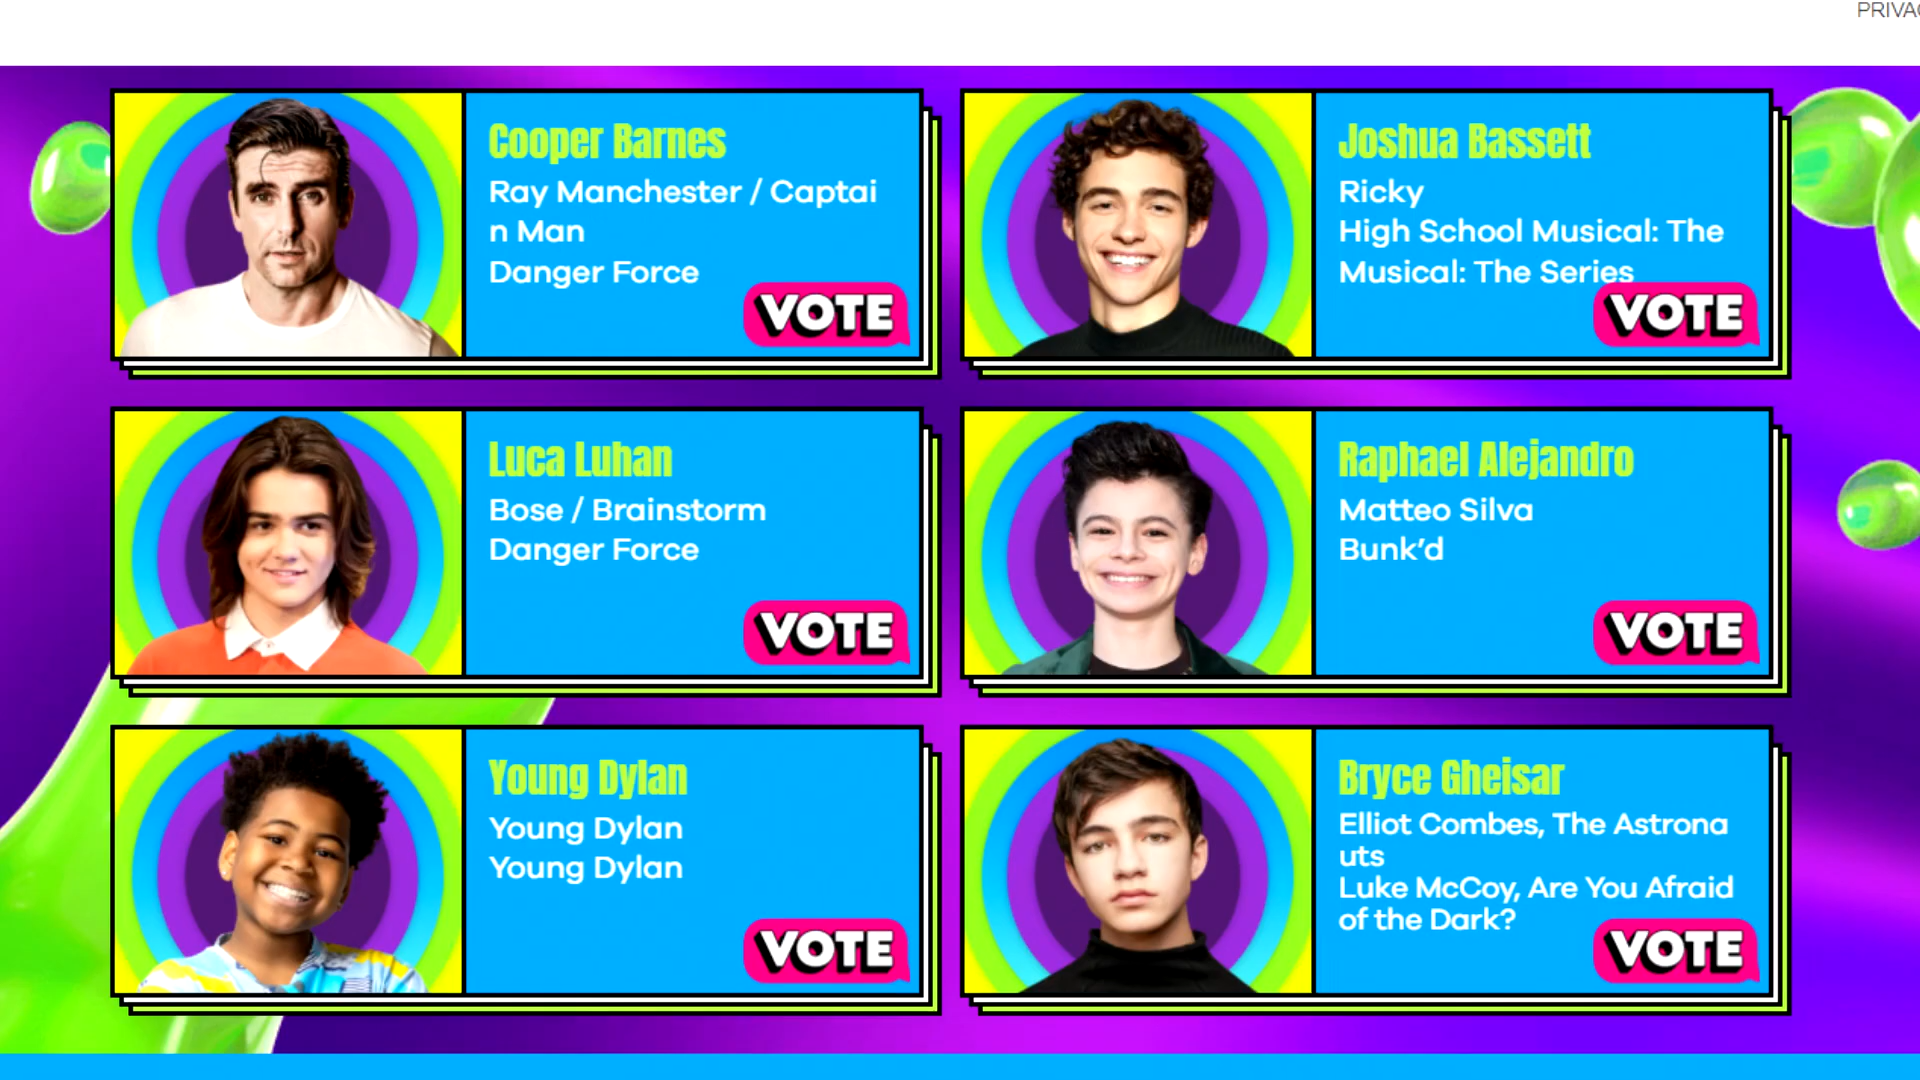 PRIVAC
Cooper Barnes
Ray Manchester / Captai
n Man
Danger Force
VOTE
Joshua Bassett
Ricky
High School Musical: The
Musical: The Series
VOTE
Luca Luhan
Bose / Brainstorm
Danger Force
VOTE
Raphael Alejandro
Matteo Silva
Bunk’d
VOTE
Young Dylan
Young Dylan
Young Dylan
VOTE
Bryce Gheisar
Elliot Combes, The Astrona
uts
Luke McCoy, Are You Afraid
of the Dark?
VOTE